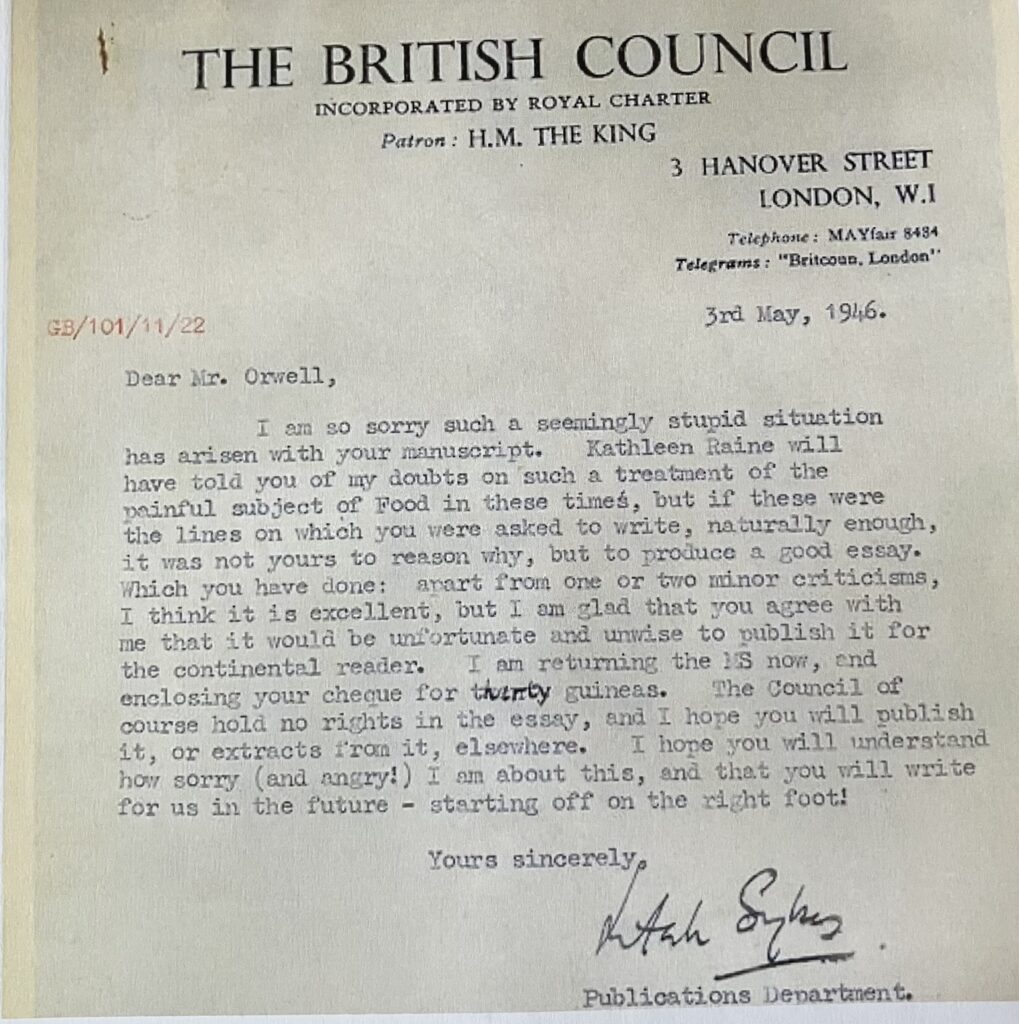 THE BRITISH COUNCIL
INCORPORATED BY ROYAL CHARTER
Patron: H.M. THE KING
3 HANOVER STREET
LONDON, W.1
Telephone: MAYfair 8484
Telegrams: "Britcoun, London"
3rd May, 1946.
GB/101/11/22
Dear Mr. Orwell,
I am so sorry such a seemingly stupid situation
has arisen with your manuscript. Kathleen Raine will
have told you of my doubts on such a treatment of the
painful subject of Food in these times, but if these were
the lines on which you were asked to write, naturally enough,
it was not yours to reason why, but to produce a good essay.
Which you have done: apart from one or two minor criticisms,
I think it is excellent, but I am glad that you agree with
me that it would be unfortunate and unwise to publish it for
the continental reader. I am returning the MS now, and
enclosing your cheque for guineas. The Council of
course hold no rights in the essay, and I hope you will publish
it, or extracts from it, elsewhere. I hope you will understand
how sorry (and angry!) I am about this, and that you will write
for us in the future - starting off on the right foot!
Yours sincerely,
Sykes
Publications Department.